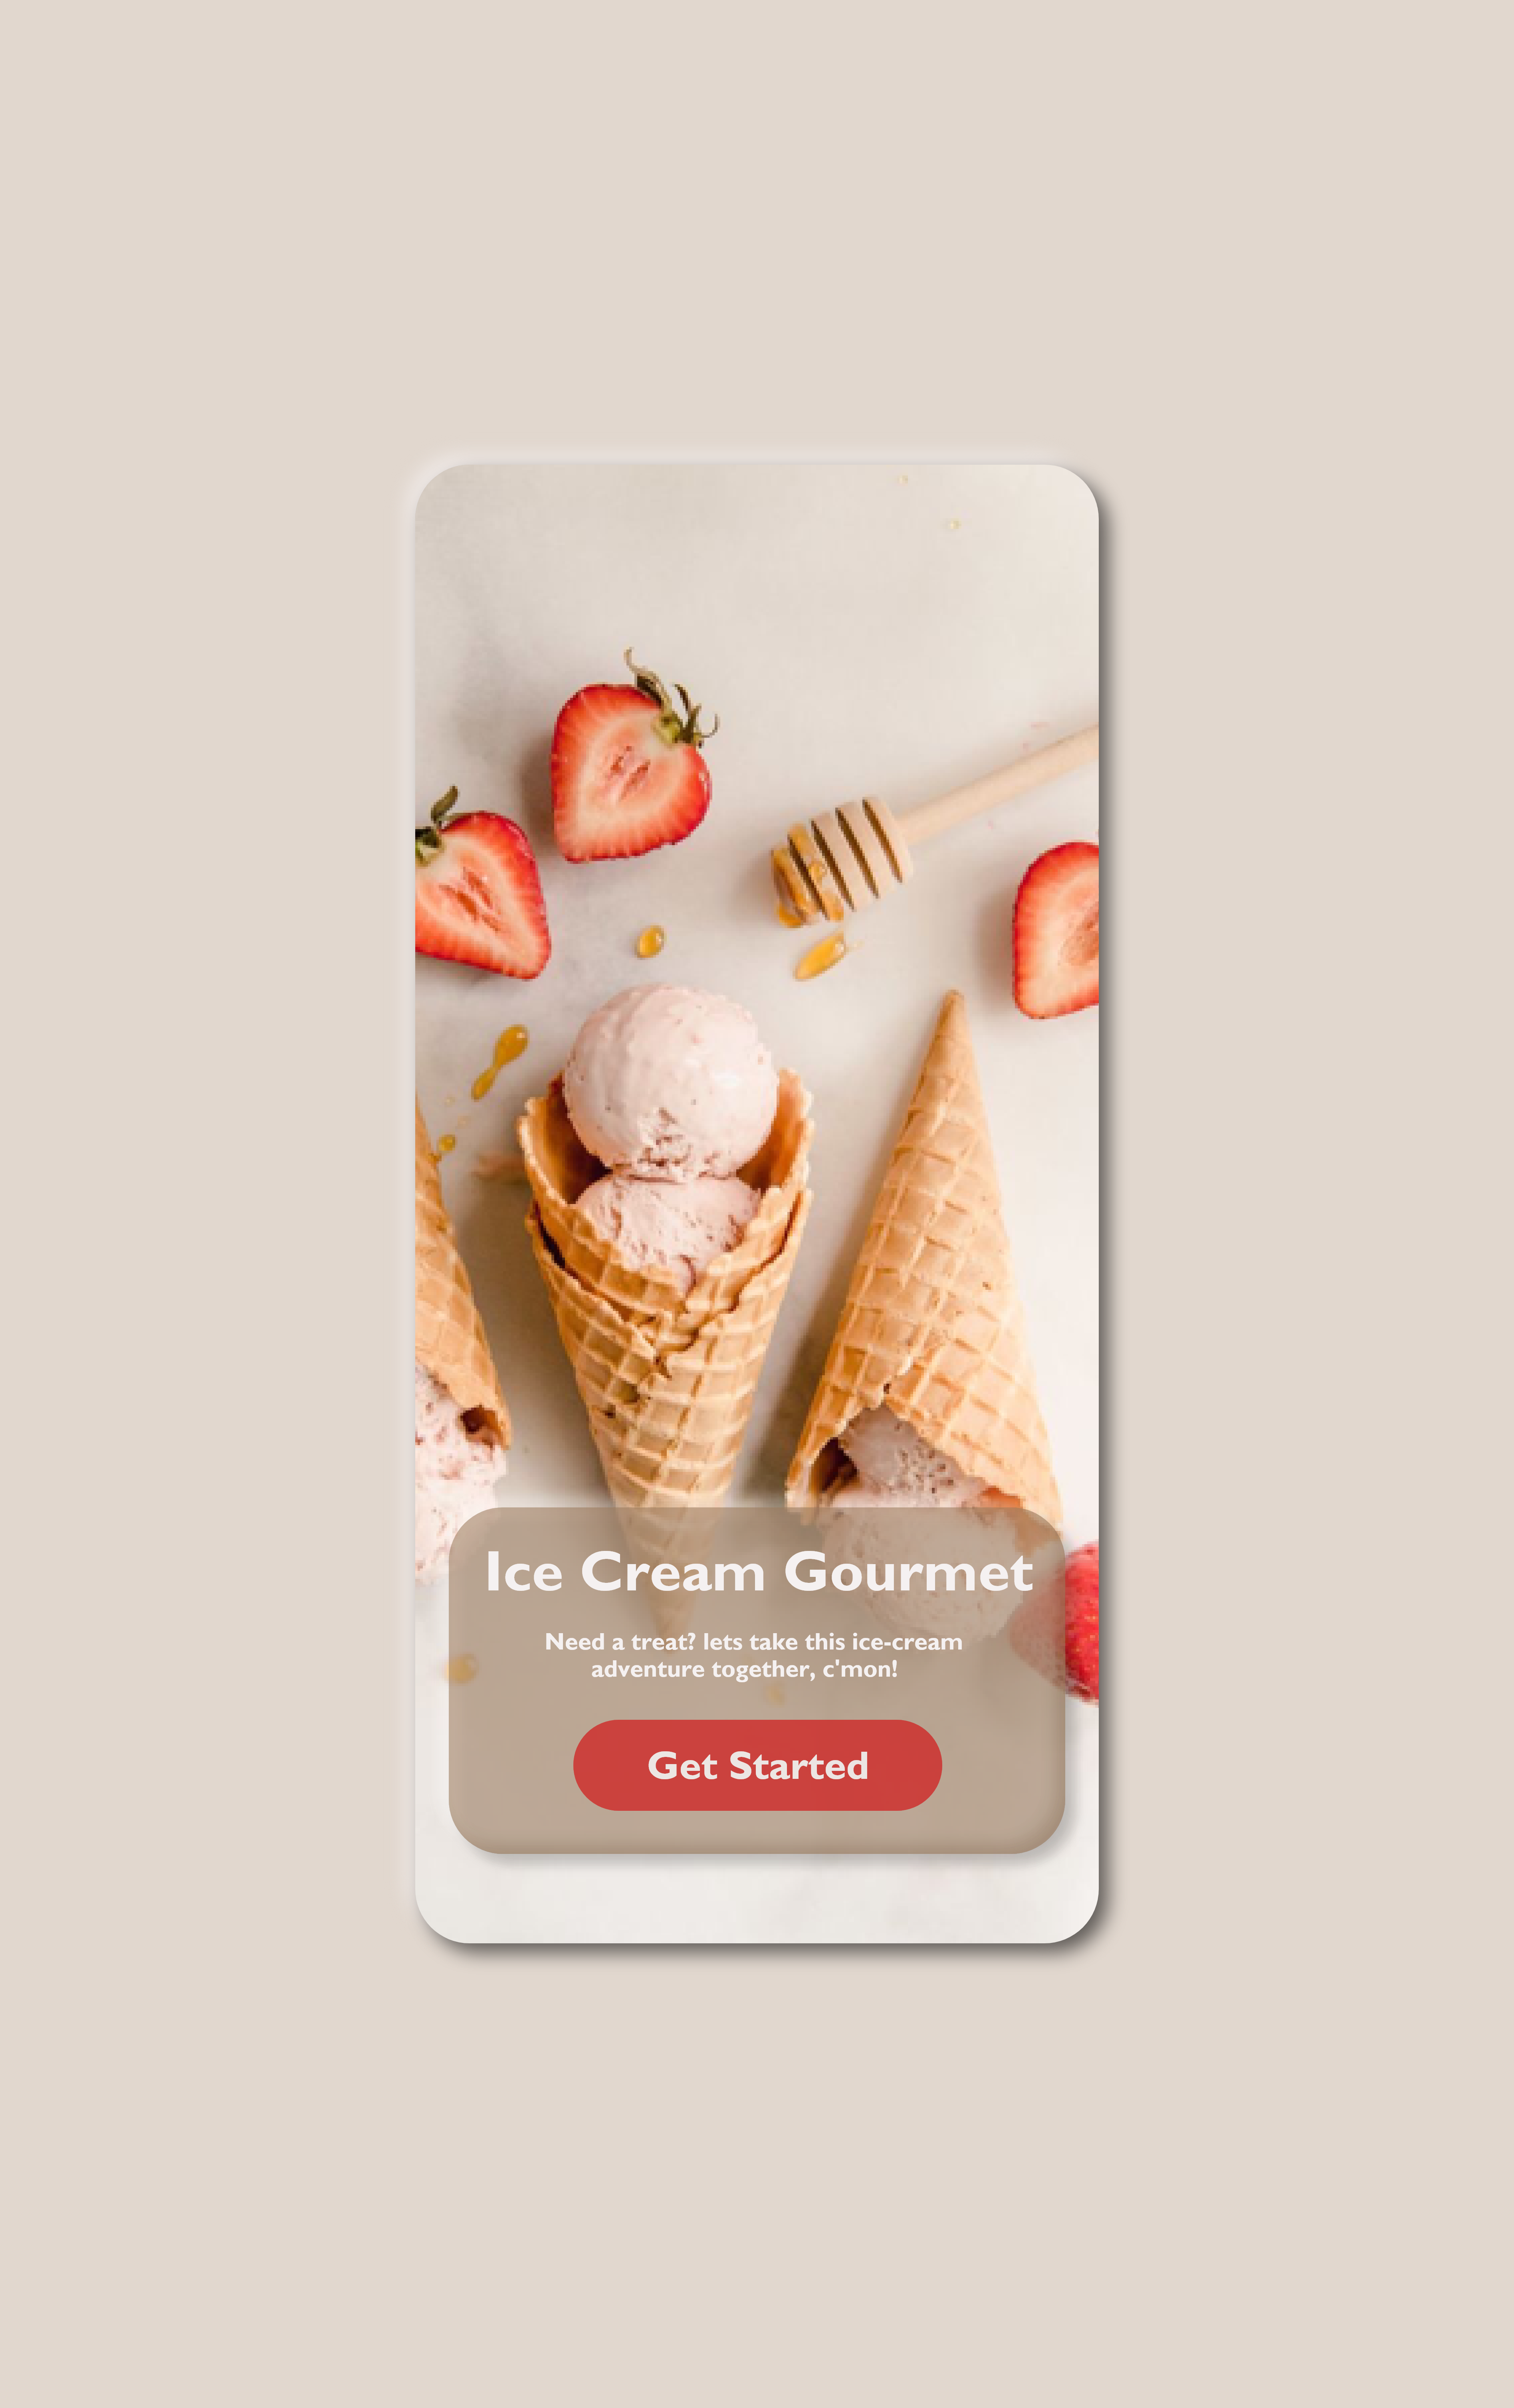 Ice Cream Gourmet
Need a treat? lets take this ice-cream
adventure together, c'mon!
Get Started